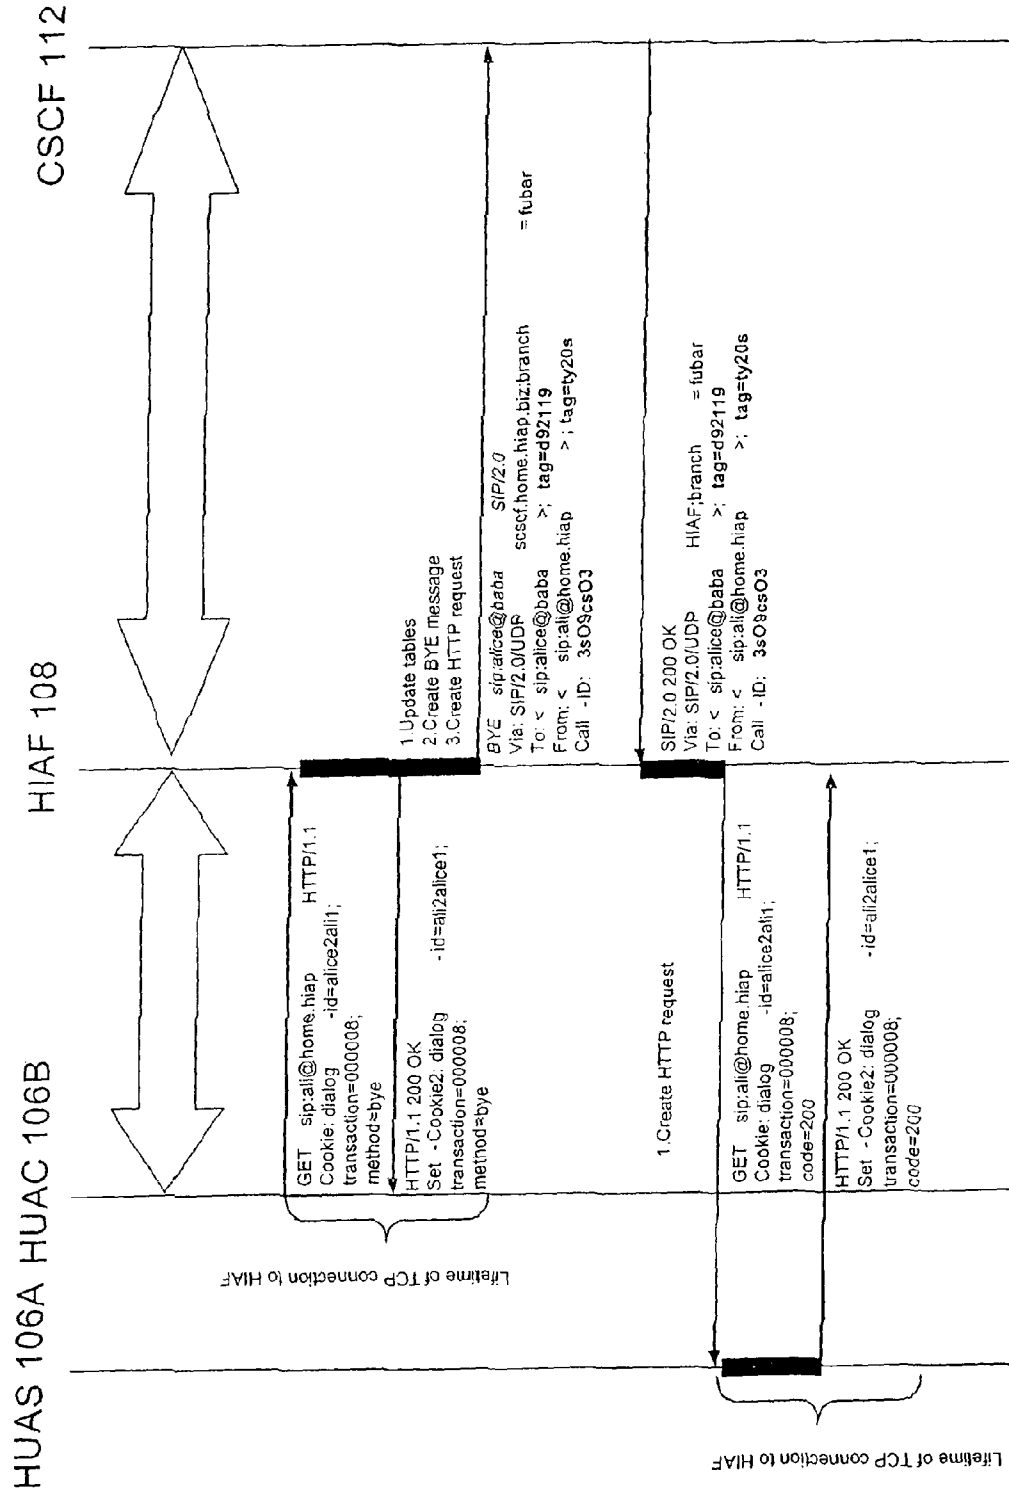 HUAS 106A HUAC 106B
HIAF 108
CSCF 112
GET sip:ali@home.hiap HTTP/1.1
Cookie: dialog -id=alice2ali1;
transaction=000008;
method=bye
HTTP/1.1 200 OK
Set -Cookie2: dialog -id=ali2alice1;
transaction=000008;
method=bye
Lifetime of TCP connection to HIAF
1.Update tables
2.Create BYE message
3.Create HTTP request
BYE sip:alice@baba SIP/2.0
Via: SIP/2.0/UDP scscf.home.hiap.biz;branch =fubar
To: < sip:alice@baba >; tag=d92119
From: < sip:ali@home.hiap >; tag=ty20s
Call -ID: 3sO9csO3
SIP/2.0 200 OK
Via: SIP/2.0/UDP HIAF;branch =fubar
To: < sip:alice@baba >; tag=d92119
From: < sip:ali@home.hiap >; tag=ty20s
Call -ID: 3sO9csO3
1.Create HTTP request
GET sip:ali@home.hiap HTTP/1.1
Cookie: dialog -id=alice2ali1;
transaction=000008;
code=200
HTTP/1.1 200 OK
Set -Cookie2: dialog -id=ali2alice1;
transaction=000008;
code=200
Lifetime of TCP connection to HIAF